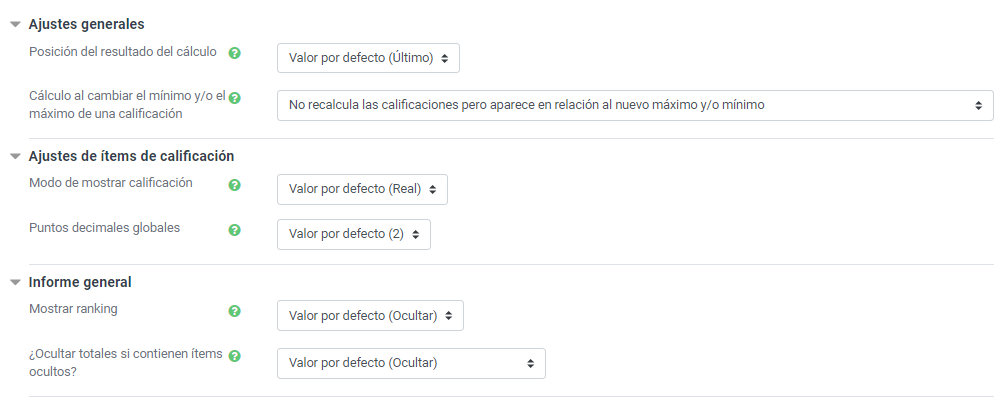 Ajustes generales
Posición del resultado del cálculo
Valor por defecto (Último)
Cálculo al cambiar el mínimo y/o el
máximo de una calificación
No recalcula las calificaciones pero aparece en relación al nuevo máximo y/o mínimo
Ajustes de ítems de calificación
Modo de mostrar calificación
Valor por defecto (Real)
Puntos decimales globales
Valor por defecto (2)
Informe general
Mostrar ranking
Valor por defecto (Ocultar)
¿Ocultar totales si contienen ítems
ocultos?
Valor por defecto (Ocultar)